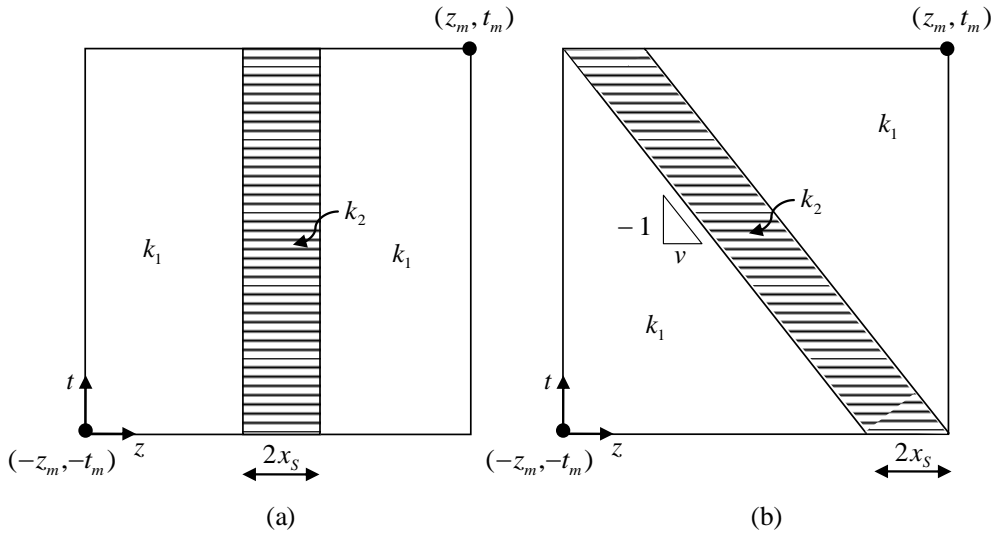 (z_m, t_m)
k_1
k_2
k_1
t
z
(-z_m,-t_m)
2x_S
(a)
(z_m, t_m)
k_1
k_2
-1
v
k_1
t
z
(-z_m,-t_m)
2x_S
(b)